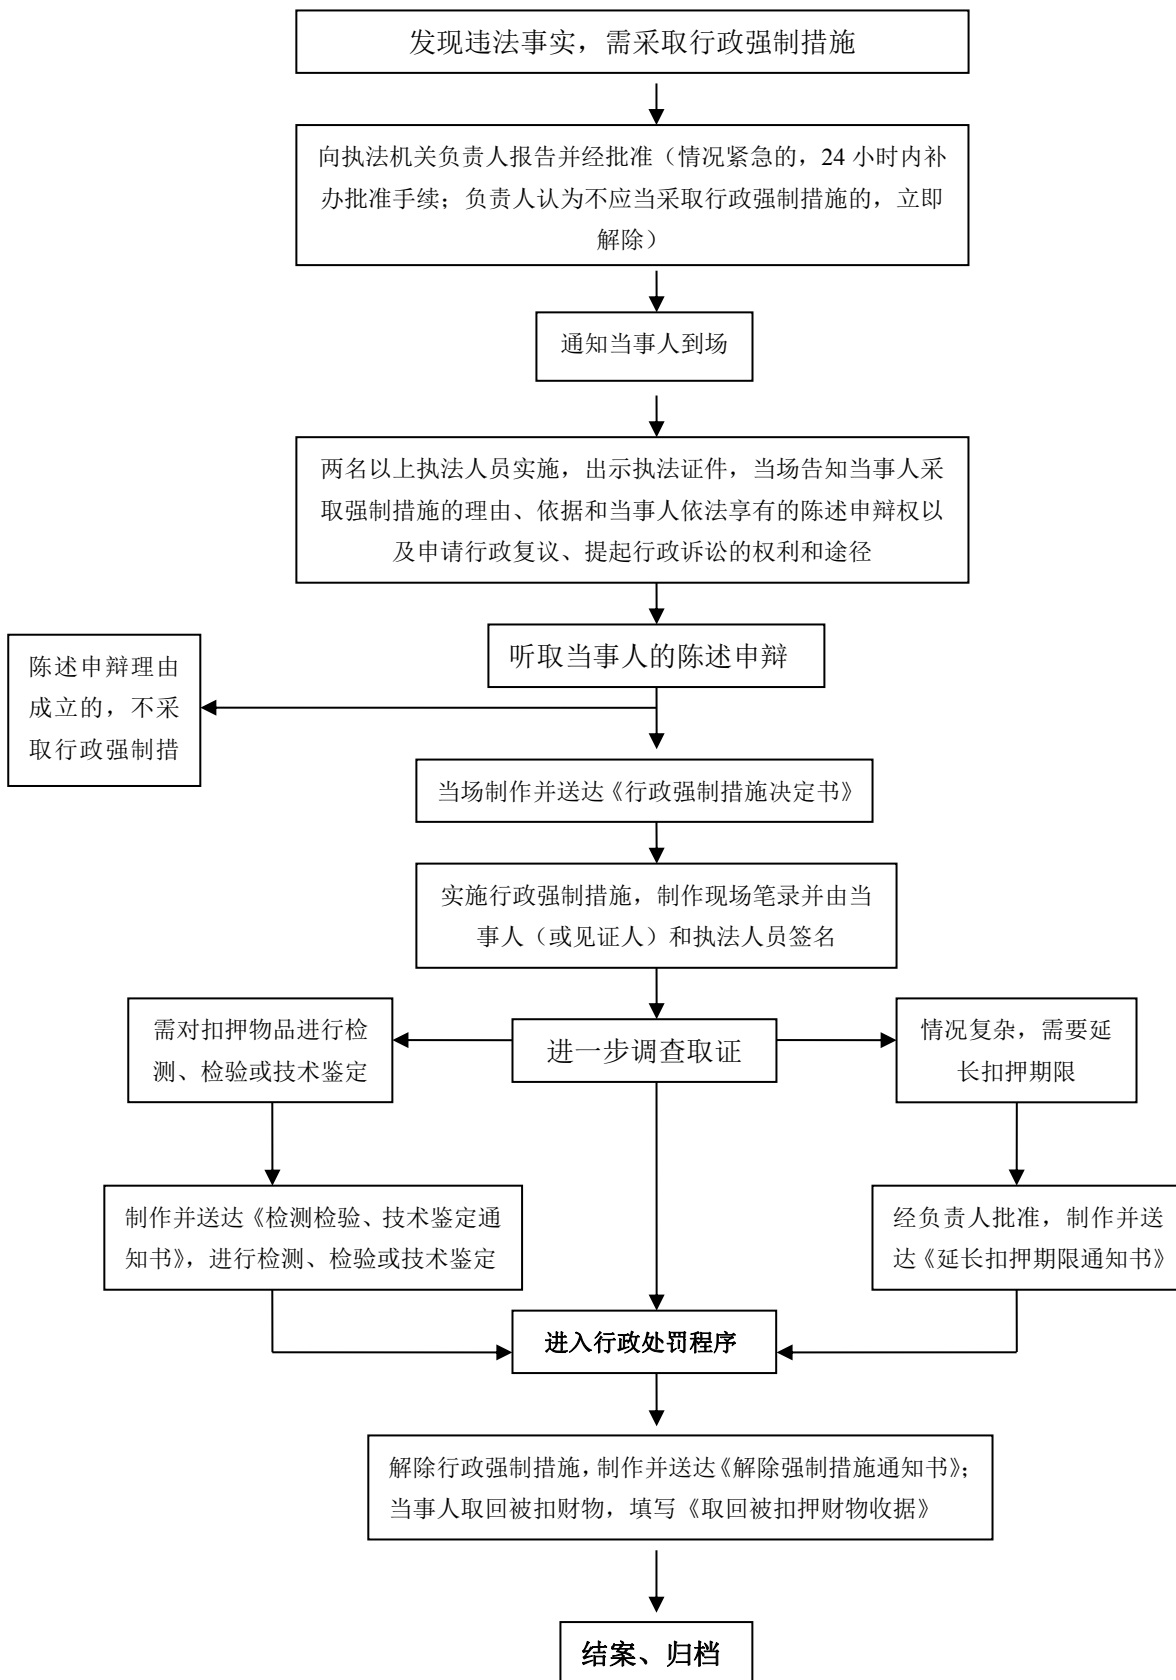 发现违法事实，需采取行政强制措施
向执法机关负责人报告并经批准（情况紧急的，24 小时内补
办批准手续；负责人认为不应当采取行政强制措施的，立即
解除）
通知当事人到场
两名以上执法人员实施，出示执法证件，当场告知当事人采
取强制措施的理由、依据和当事人依法享有的陈述申辩权以
及申请行政复议、提起行政诉讼的权利和途径
听取当事人的陈述申辩
陈述申辩理由
成立的，不采
取行政强制措
当场制作并送达《行政强制措施决定书》
实施行政强制措施，制作现场笔录并由当
事人（或见证人）和执法人员签名
需对扣押物品进行检
测、检验或技术鉴定
进一步调查取证
情况复杂，需要延
长扣押期限
制作并送达《检测检验、技术鉴定通
知书》，进行检测、检验或技术鉴定
经负责人批准，制作并送
达《延长扣押期限通知书》
进入行政处罚程序
解除行政强制措施，制作并送达《解除强制措施通知书》；
当事人取回被扣财物，填写《取回被扣押财物收据》
结案、归档